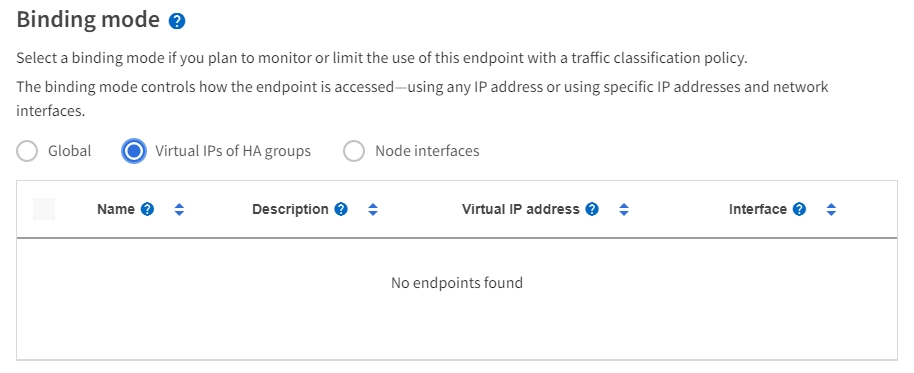 Binding mode
Select a binding mode if you plan to monitor or limit the use of this endpoint with a traffic classification policy.
The binding mode controls how the endpoint is accessed—using any IP address or using specific IP addresses and network
interfaces.
Global Virtual IPs of HA groups Node interfaces
Name Description Virtual IP address Interface
No endpoints found